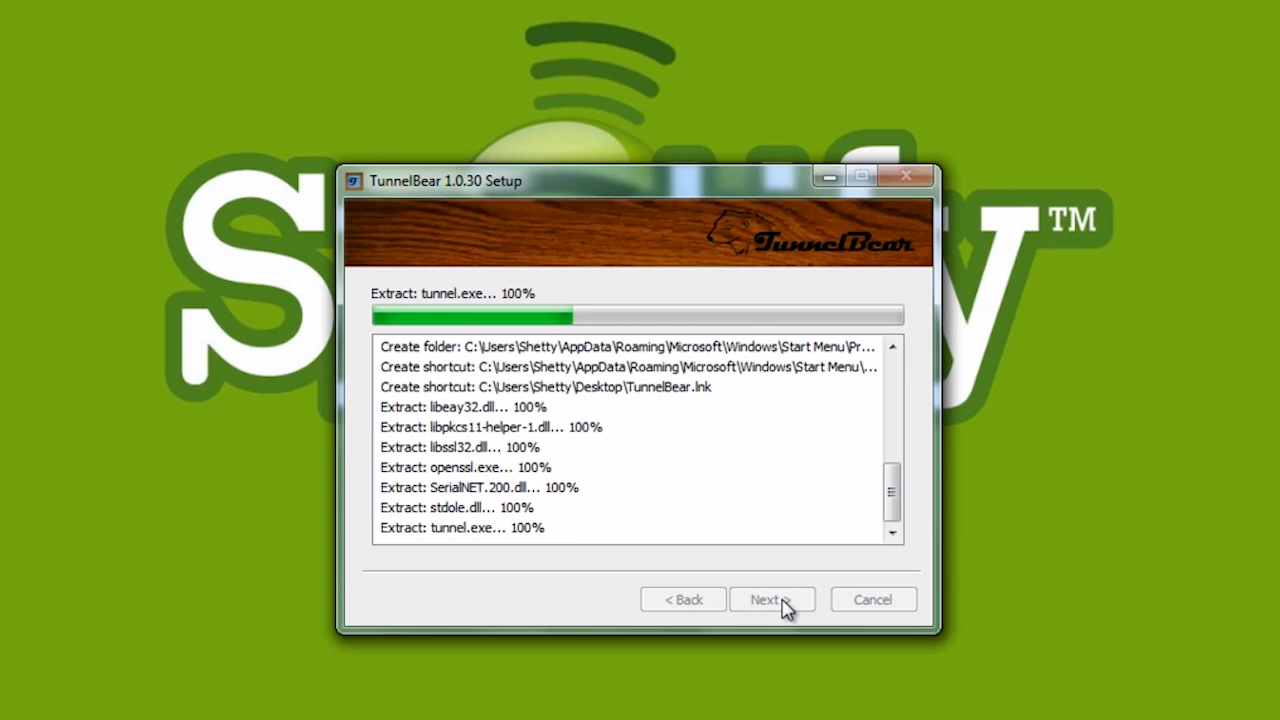 Spotify
TM
TunnelBear 1.0.30 Setup
TunnelBear
Extract: tunnel.exe... 100%
Create folder: C:\Users\Shetty\AppData\Roaming\Microsoft\Windows\Start Menu\Pr...
Create shortcut: C:\Users\Shetty\AppData\Roaming\Microsoft\Windows\Start Menu\...
Create shortcut: C:\Users\Shetty\Desktop\TunnelBear.lnk
Extract: libeay32.dll... 100%
Extract: libpkcs11-helper-1.dll... 100%
Extract: libssl32.dll... 100%
Extract: openssl.exe... 100%
Extract: SerialNET.200.dll... 100%
Extract: stdole.dll... 100%
Extract: tunnel.exe... 100%
< Back
Next >
Cancel